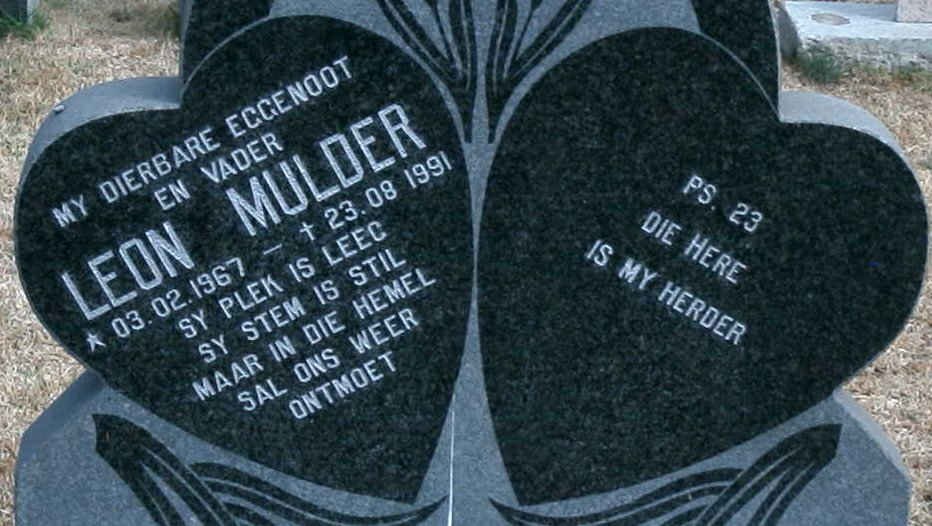 MY DIERBARE EGGENOOT
EN VADER
LEON MULDER
* 03.02.1967 — † 23.08 1991
SY PLEK IS LEEG
SY STEM IS STIL
MAAR IN DIE HEMEL
SAL ONS WEER
ONTMOET
PS. 23
DIE HERE
IS MY HERDER